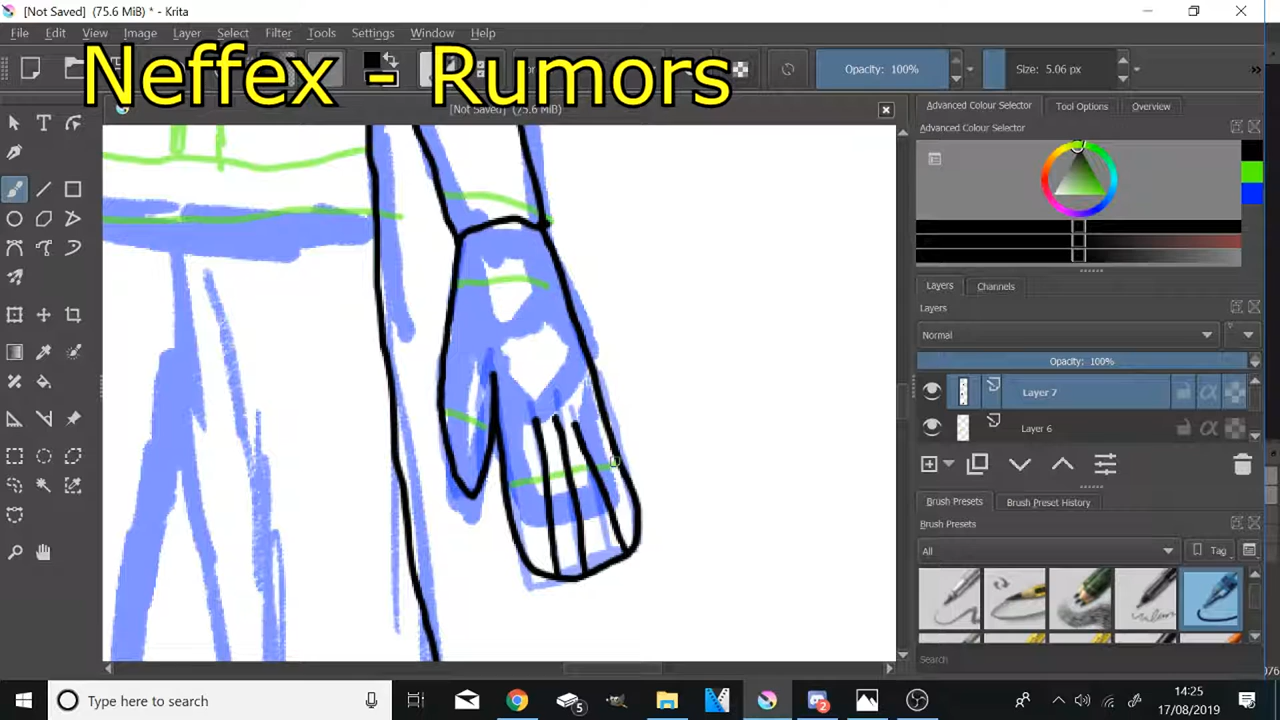 [Not Saved] (75.6 MiB) * - Krita
File Edit View Image Layer Select Filter Tools Settings Window Help
Neffex - Rumors
Opacity: 100%
Size: 5.06 px
»
[Not Saved] (75.6 MiB) *
Advanced Colour Selector
Tool Options
Overview
Advanced Colour Selector
Layers
Channels
Layers
Normal
Opacity: 100%
Layer 7
Layer 6
Brush Presets
Brush Preset History
Brush Presets
All
Tag
Search
Type here to search
5
2
14:25
17/08/2019